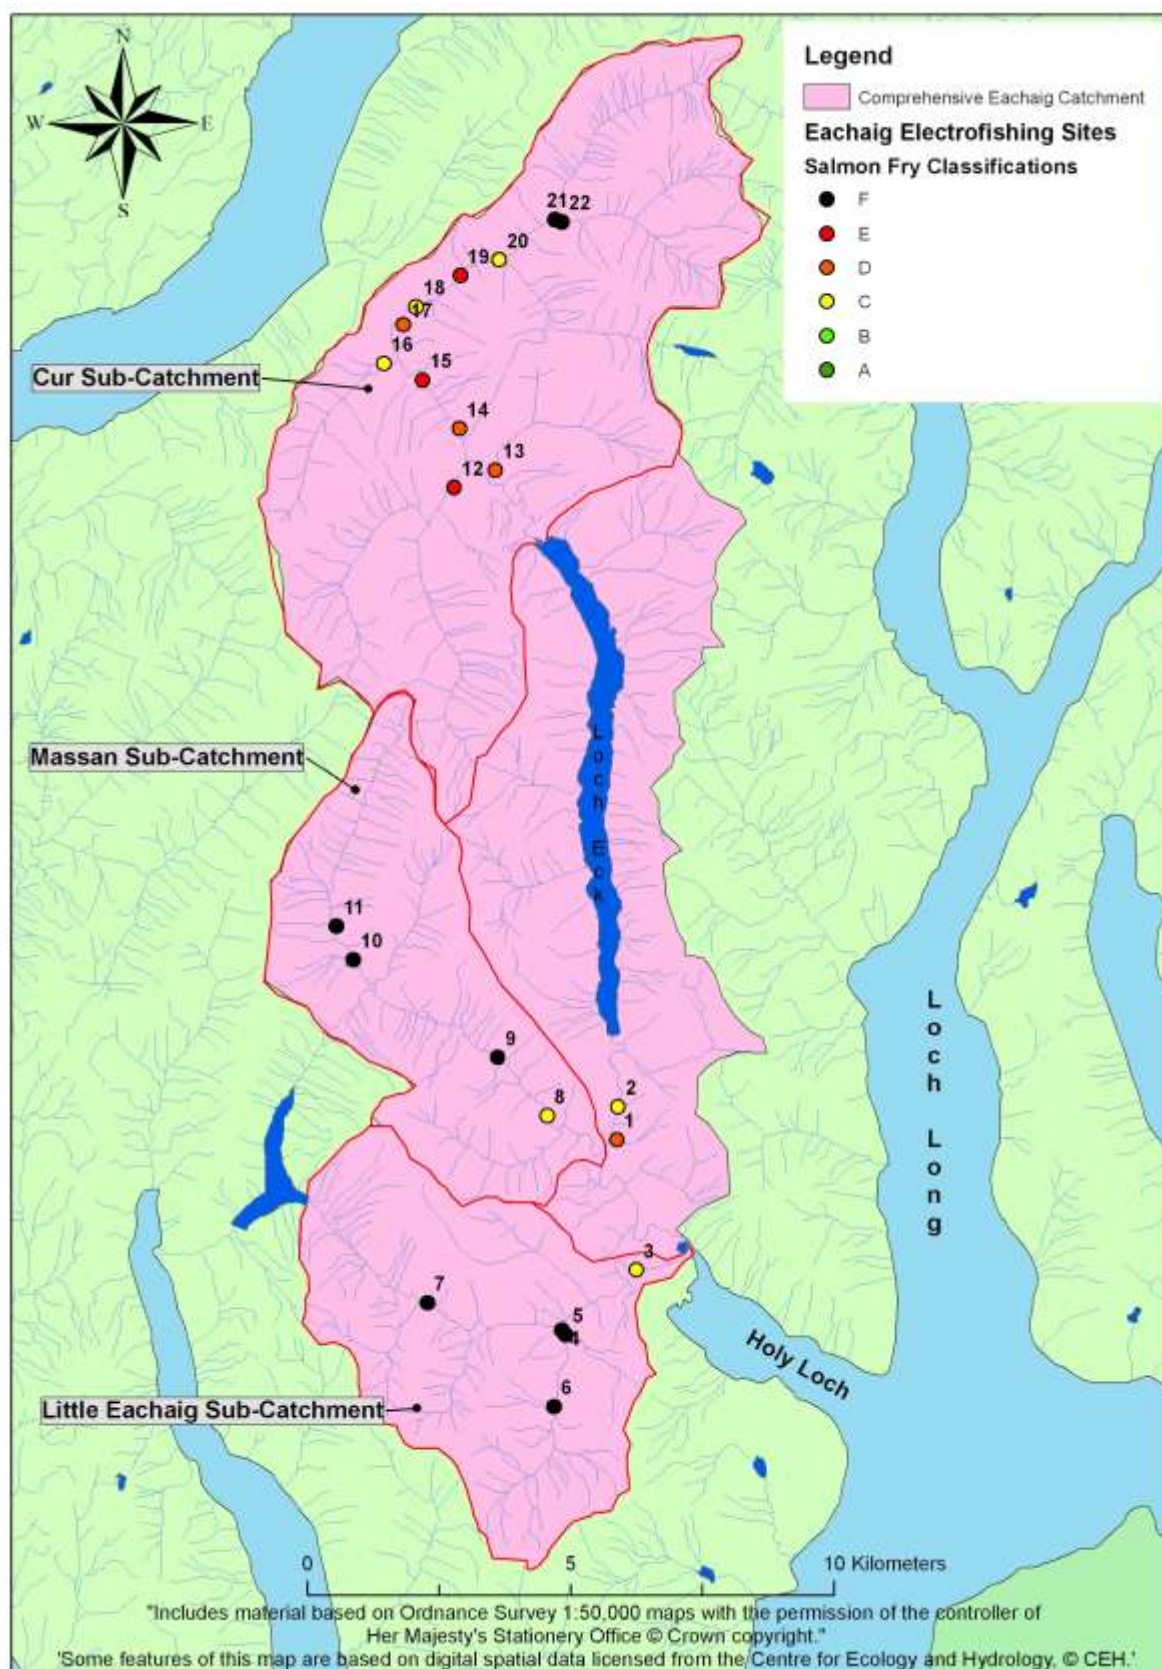 N
W E
S
Legend
Comprehensive Eachaig Catchment
Eachaig Electrofishing Sites
Salmon Fry Classifications
F
E
D
C
B
A
21 22
20
19
18
17
16
15
Cur Sub-Catchment
14
13
12
Loch Eck
Massan Sub-Catchment
11
10
9
8
2
1
Loch Long
3
7
5
4
Holy Loch
6
Little Eachaig Sub-Catchment
0 5 10 Kilometers
"Includes material based on Ordnance Survey 1:50,000 maps with the permission of the controller of
Her Majesty's Stationery Office © Crown copyright."
'Some features of this map are based on digital spatial data licensed from the Centre for Ecology and Hydrology, © CEH.'